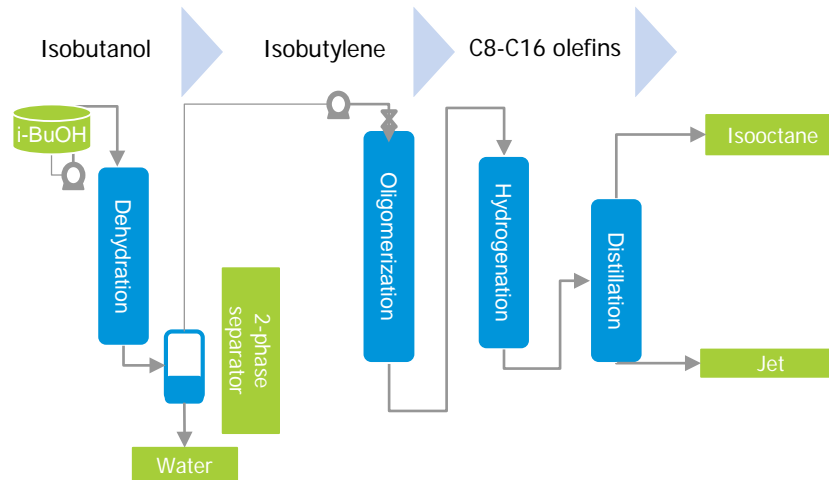 Isobutanol
Isobutylene
C8-C16 olefins
i-BuOH
Dehydration
2-phase
separator
Water
Oligomerization
Hydrogenation
Distillation
Isooctane
Jet